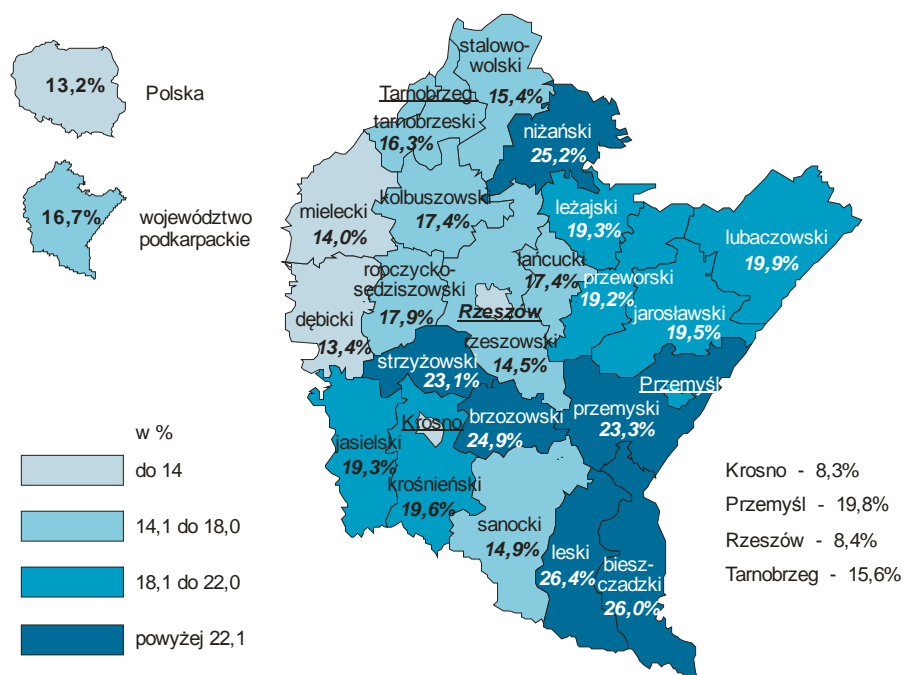 13,2%
Polska
16,7%
województwo
podkarpackie
stalowo-
wolski
15,4%
Tarnobrzeg
tarnobrzeski
16,3%
niżański
25,2%
kolbuszowski
17,4%
mielecki
14,0%
leżajski
19,3%
lubaczowski
19,9%
łańcucki
17,4%
przeworski
19,2%
jarosławski
19,5%
ropczycko-
sędziszowski
17,9%
Rzeszów
rzeszowski
14,5%
dębicki
13,4%
strzyżowski
23,1%
Przemyśl
przemyski
23,3%
brzozowski
24,9%
Krosno
jasielski
19,3%
krośnieński
19,6%
sanocki
14,9%
leski
26,4%
biesz-
czadzki
26,0%
w %
do 14
14,1 do 18,0
18,1 do 22,0
powyżej 22,1
Krosno - 8,3%
Przemyśl - 19,8%
Rzeszów - 8,4%
Tarnobrzeg - 15,6%